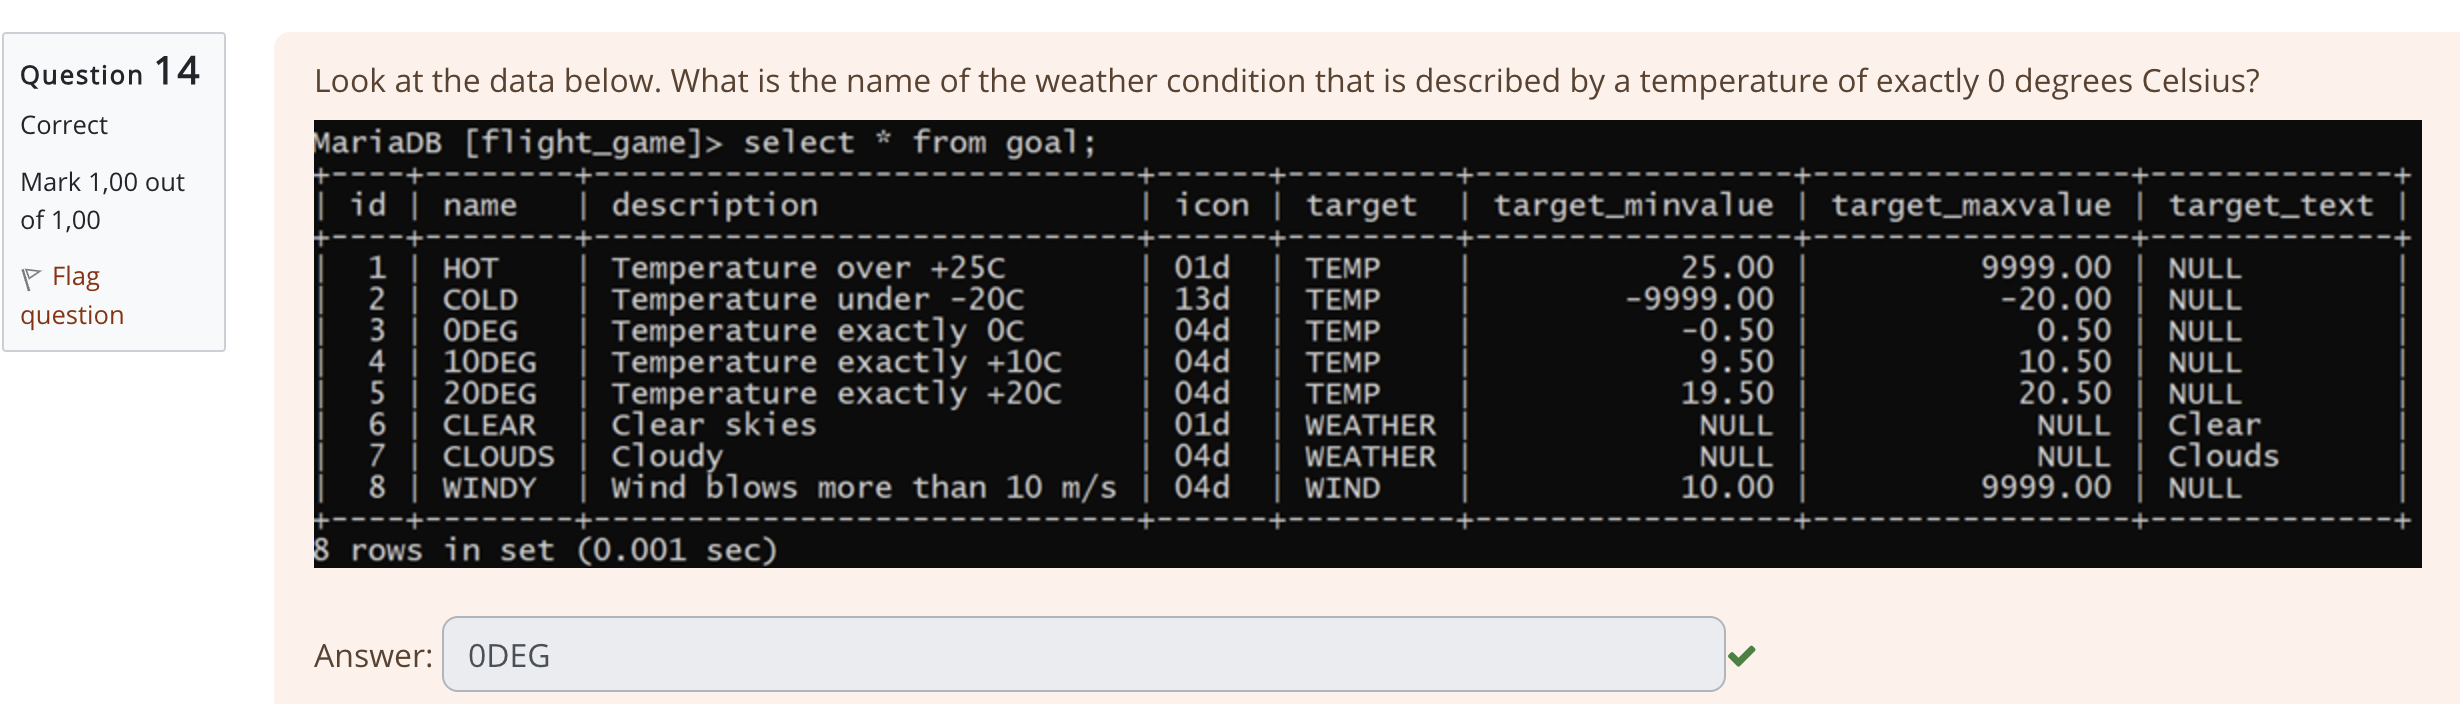 Question 14
Correct
Mark 1,00 out
of 1,00
Flag
question
Look at the data below. What is the name of the weather condition that is described by a temperature of exactly 0 degrees Celsius?
MariaDB [flight_game]> select * from goal;
+----+--------+-----------------------------+------+---------+-----------------+-----------------+-------------+
| id | name   | description                 | icon | target  | target_minvalue | target_maxvalue | target_text |
+----+--------+-----------------------------+------+---------+-----------------+-----------------+-------------+
|  1 | HOT    | Temperature over +25C       | 01d  | TEMP    |           25.00 |         9999.00 | NULL        |
|  2 | COLD   | Temperature under -20C      | 13d  | TEMP    |        -9999.00 |          -20.00 | NULL        |
|  3 | 0DEG   | Temperature exactly 0C      | 04d  | TEMP    |           -0.50 |            0.50 | NULL        |
|  4 | 10DEG  | Temperature exactly +10C    | 04d  | TEMP    |            9.50 |           10.50 | NULL        |
|  5 | 20DEG  | Temperature exactly +20C    | 04d  | TEMP    |           19.50 |           20.50 | NULL        |
|  6 | CLEAR  | Clear skies                 | 01d  | WEATHER |            NULL |            NULL | Clear       |
|  7 | CLOUDS | Cloudy                      | 04d  | WEATHER |            NULL |            NULL | Clouds      |
|  8 | WINDY  | Wind blows more than 10 m/s | 04d  | WIND    |           10.00 |         9999.00 | NULL        |
+----+--------+-----------------------------+------+---------+-----------------+-----------------+-------------+
8 rows in set (0.001 sec)
Answer: 0DEG